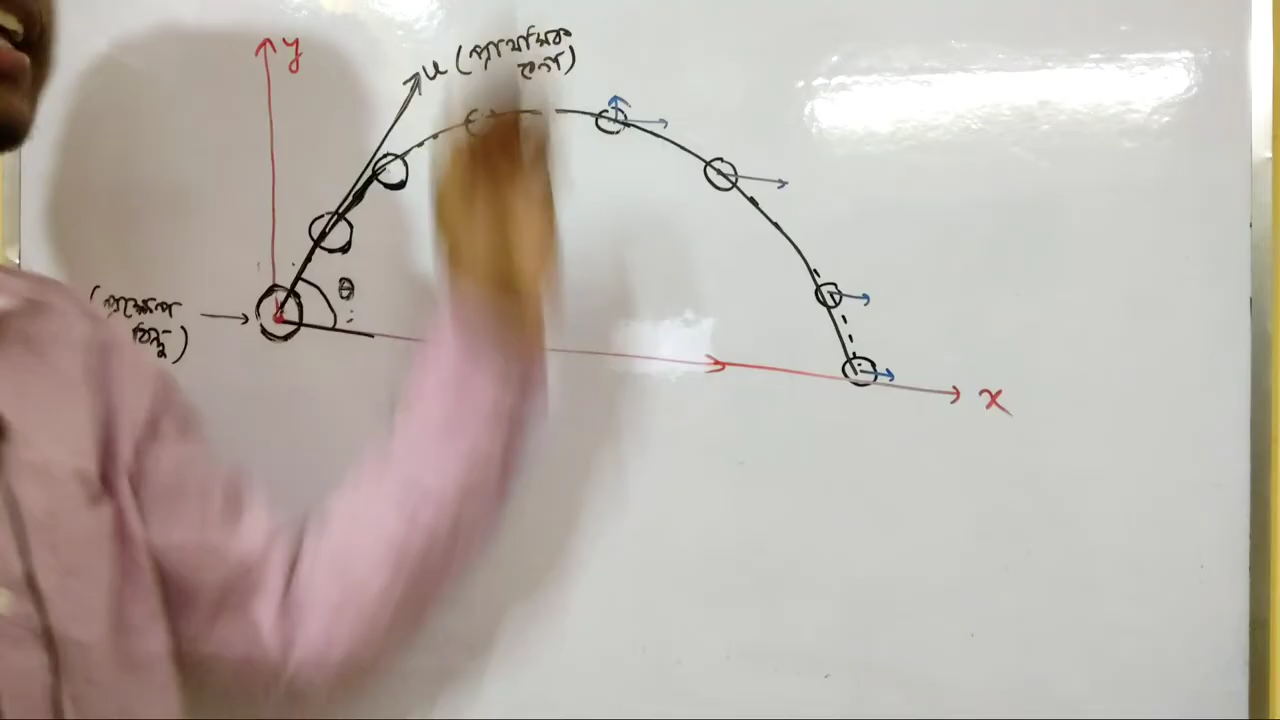 y
u (প্রাথমিক
বেগ)
θ
(প্রক্ষেপ
বিন্দু)
x